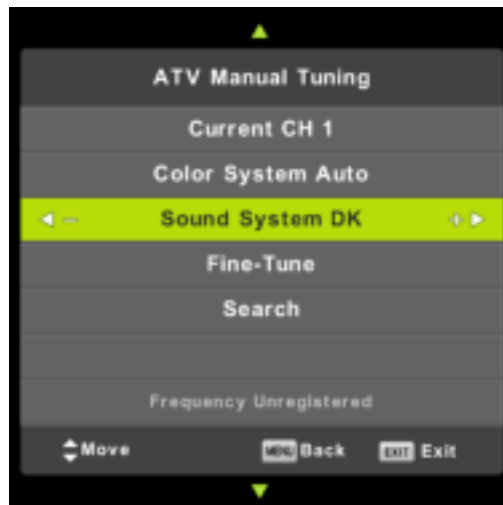 ATV Manual Tuning
Current CH 1
Color System Auto
Sound System DK
Fine-Tune
Search
Frequency Unregistered
Move MENU Back EXIT Exit